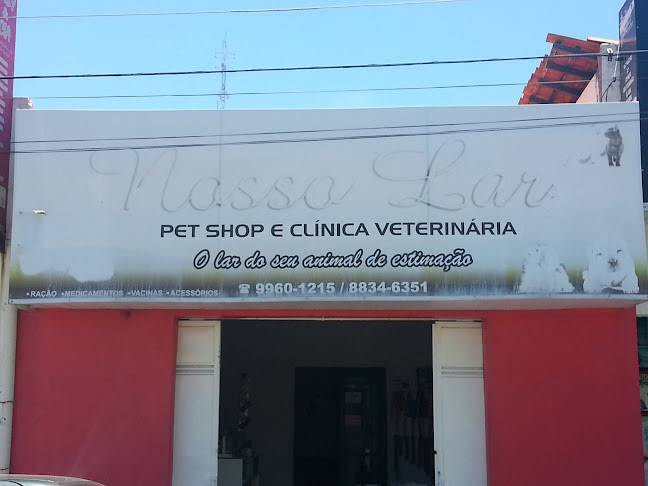 Nosso Lar
PET SHOP E CLÍNICA VETERINÁRIA
O lar do seu animal de estimação
☎ 9960-1215 / 8834-6351
•RAÇÃO •MEDICAMENTOS •VACINAS •ACESSÓRIOS